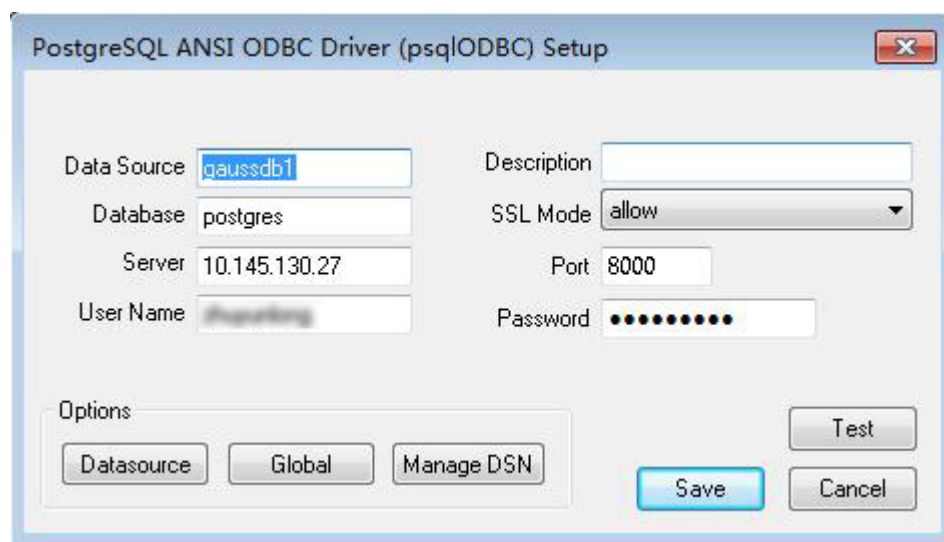 PostgreSQL ANSI ODBC Driver (psqlODBC) Setup
Data Source gaussdb1 Description
Database postgres SSL Mode allow
Server 10.145.130.27 Port 8000
User Name Password ●●●●●●●●●
Options
Datasource Global Manage DSN
Test
Save Cancel